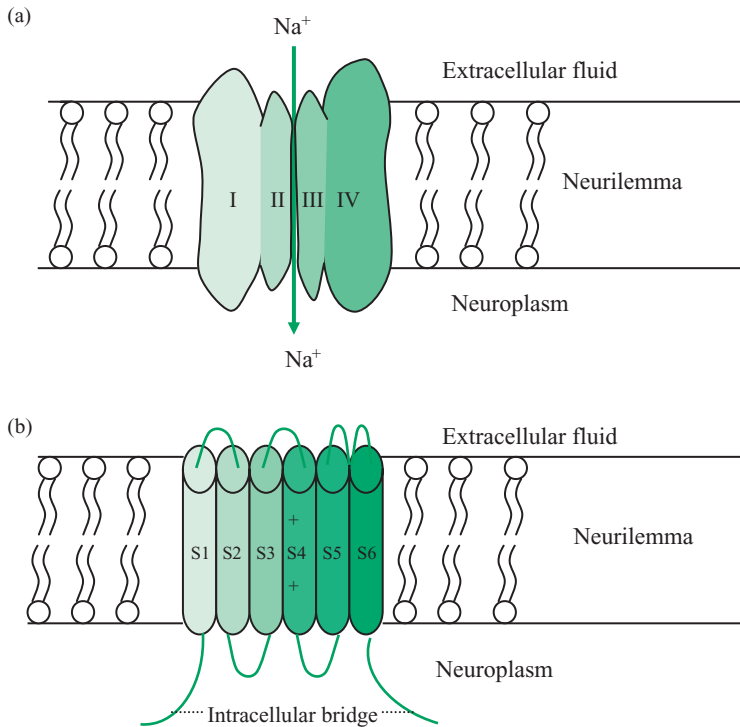 (a)
Na⁺
Extracellular fluid
Neurilemma
I II III IV
Neuroplasm
Na⁺
(b)
Extracellular fluid
+
S1 S2 S3 S4 S5 S6
Neurilemma
+
Neuroplasm
Intracellular bridge